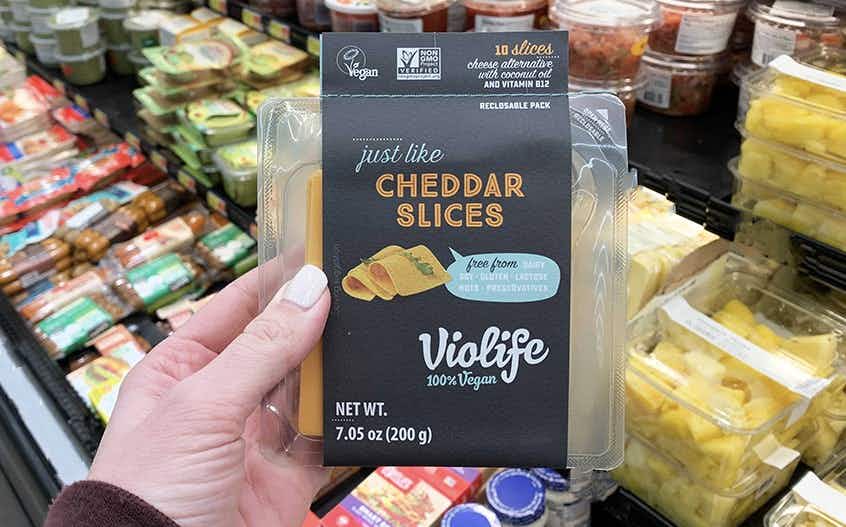 Vegan
NON
GMO
Project
VERIFIED
nongmoproject.org
10 slices
cheese alternative
with coconut oil
AND VITAMIN B12
RECLOSABLE PACK
just like
CHEDDAR
SLICES
free from DAIRY
SOY · GLUTEN · LACTOSE
NUTS · PRESERVATIVES
Violife
100% Vegan
NET WT.
7.05 oz (200 g)